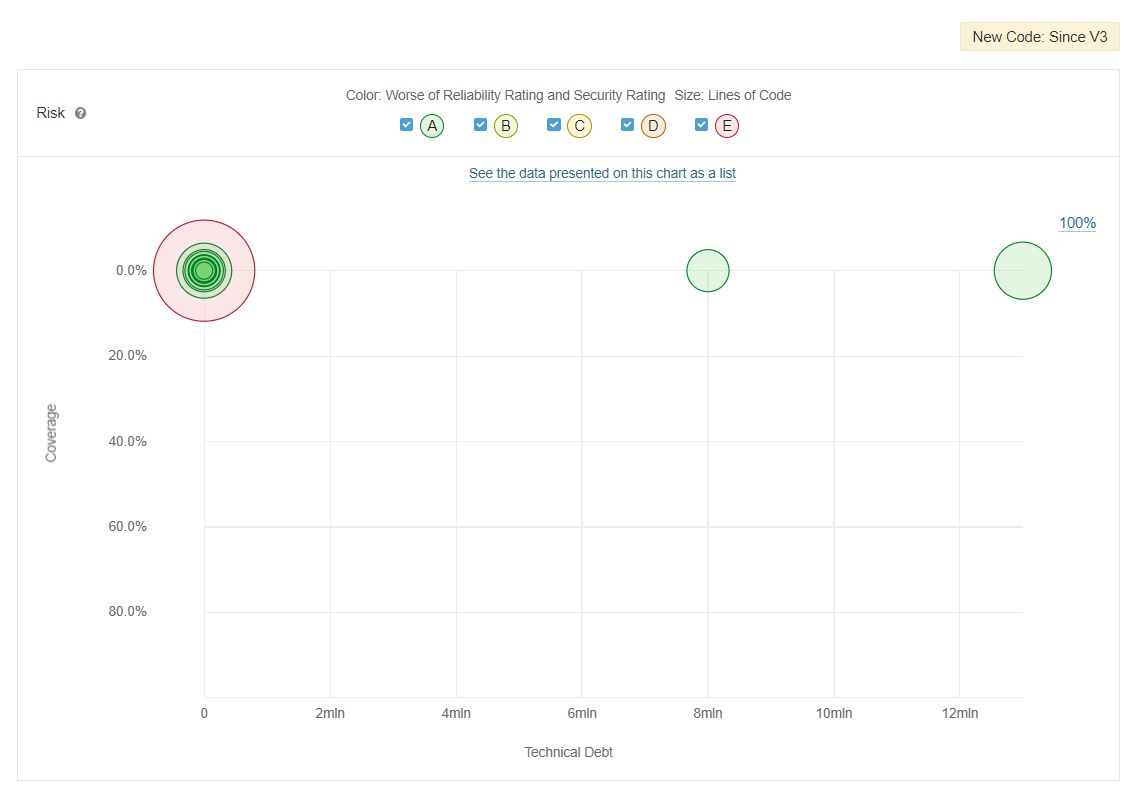 New Code: Since V3
Risk ?
Color: Worse of Reliability Rating and Security Rating Size: Lines of Code
A B C D E
See the data presented on this chart as a list
100%
0.0%
20.0%
40.0%
60.0%
80.0%
Coverage
0 2mln 4mln 6mln 8mln 10mln 12mln
Technical Debt